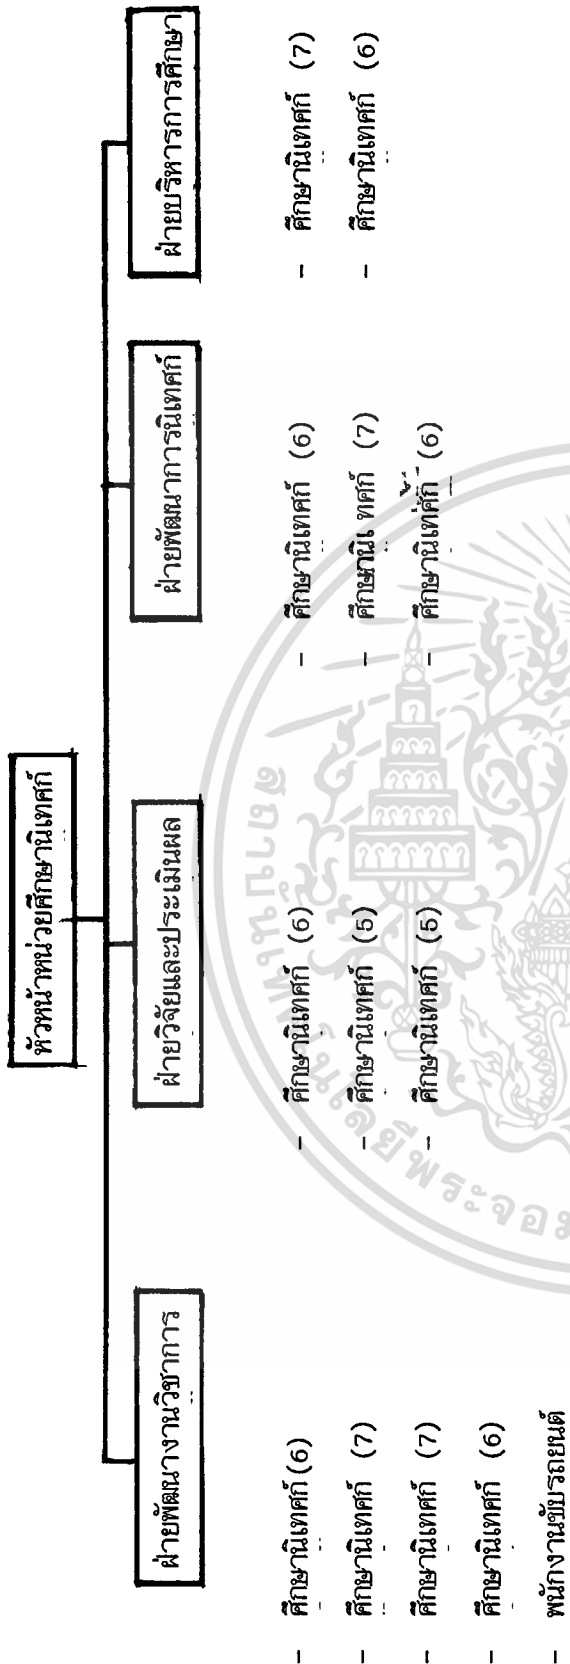 หัวหน้าหน่วยศึกษานิเทศก์
ฝ่ายพัฒนางานวิชาการ
- ศึกษานิเทศก์ (6)
- ศึกษานิเทศก์ (7)
- ศึกษานิเทศก์ (7)
- ศึกษานิเทศก์ (6)
- พนักงานขับรถยนต์
ฝ่ายวิจัยและประเมินผล
- ศึกษานิเทศก์ (6)
- ศึกษานิเทศก์ (5)
- ศึกษานิเทศก์ (5)
ฝ่ายพัฒนาการนิเทศก์
- ศึกษานิเทศก์ (6)
- ศึกษานิเทศก์ (7)
- ศึกษานิเทศก์ (6)
ฝ่ายบริหารการศึกษา
- ศึกษานิเทศก์ (7)
- ศึกษานิเทศก์ (6)